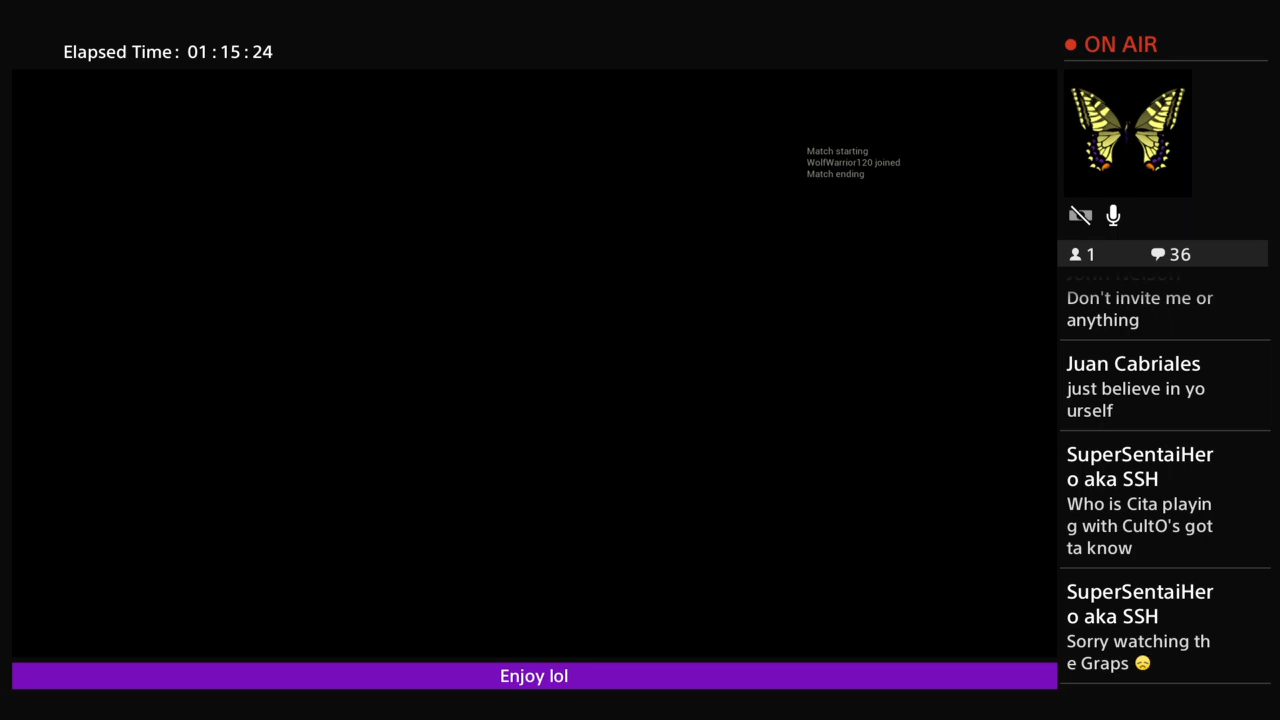 Elapsed Time: 01:15:24
ON AIR
Match starting
WolfWarrior120 joined
Match ending
1 36
Don't invite me or
anything
Juan Cabriales
just believe in yo
urself
SuperSentaiHer
o aka SSH
Who is Cita playin
g with CultO's got
ta know
SuperSentaiHer
o aka SSH
Sorry watching th
e Graps 😞
Enjoy lol